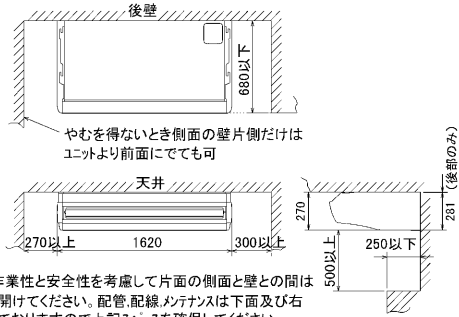 後壁
680以下
やむを得ないとき側面の壁片側だけは
ユニットより前面にでても可
天井
270以上
1620
300以上
270
500以上
250以下
281
(後部のみ)
作業性と安全性を考慮して片面の側面と壁との間は
開けてください。配管,配線,メンテナンスは下面及び右